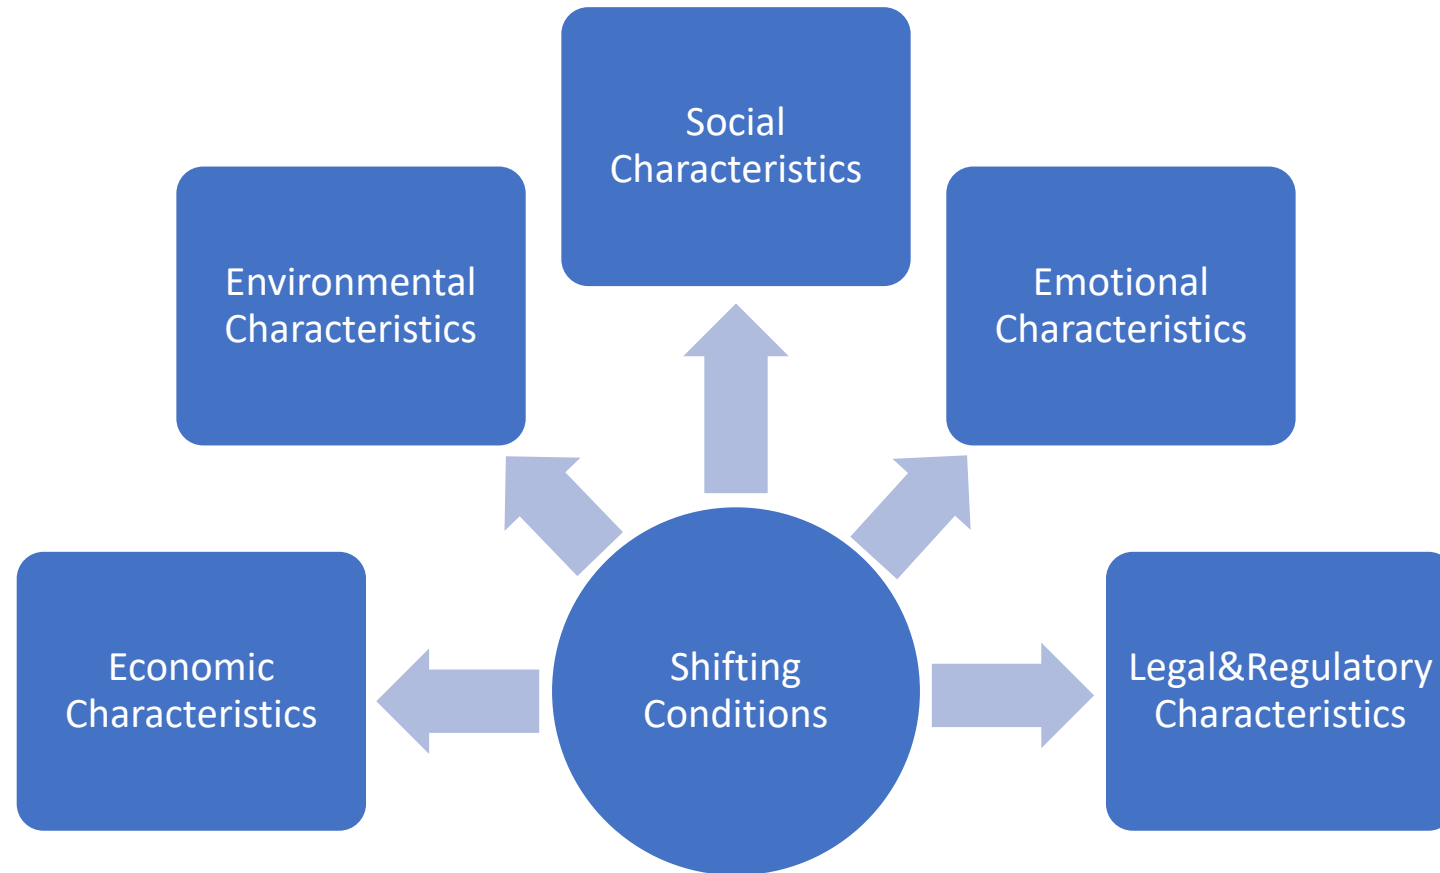 Social
Characteristics
Environmental
Characteristics
Emotional
Characteristics
Economic
Characteristics
Shifting
Conditions
Legal&Regulatory
Characteristics